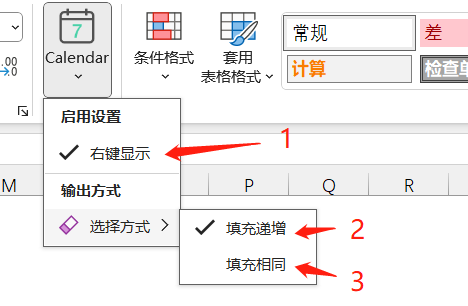 7
.00
Calendar
条件格式
套用
表格格式
常规
差
计算
检查单
启用设置
右键显示
1
输出方式
M
P
Q
R
选择方式
填充递增
2
填充相同
3